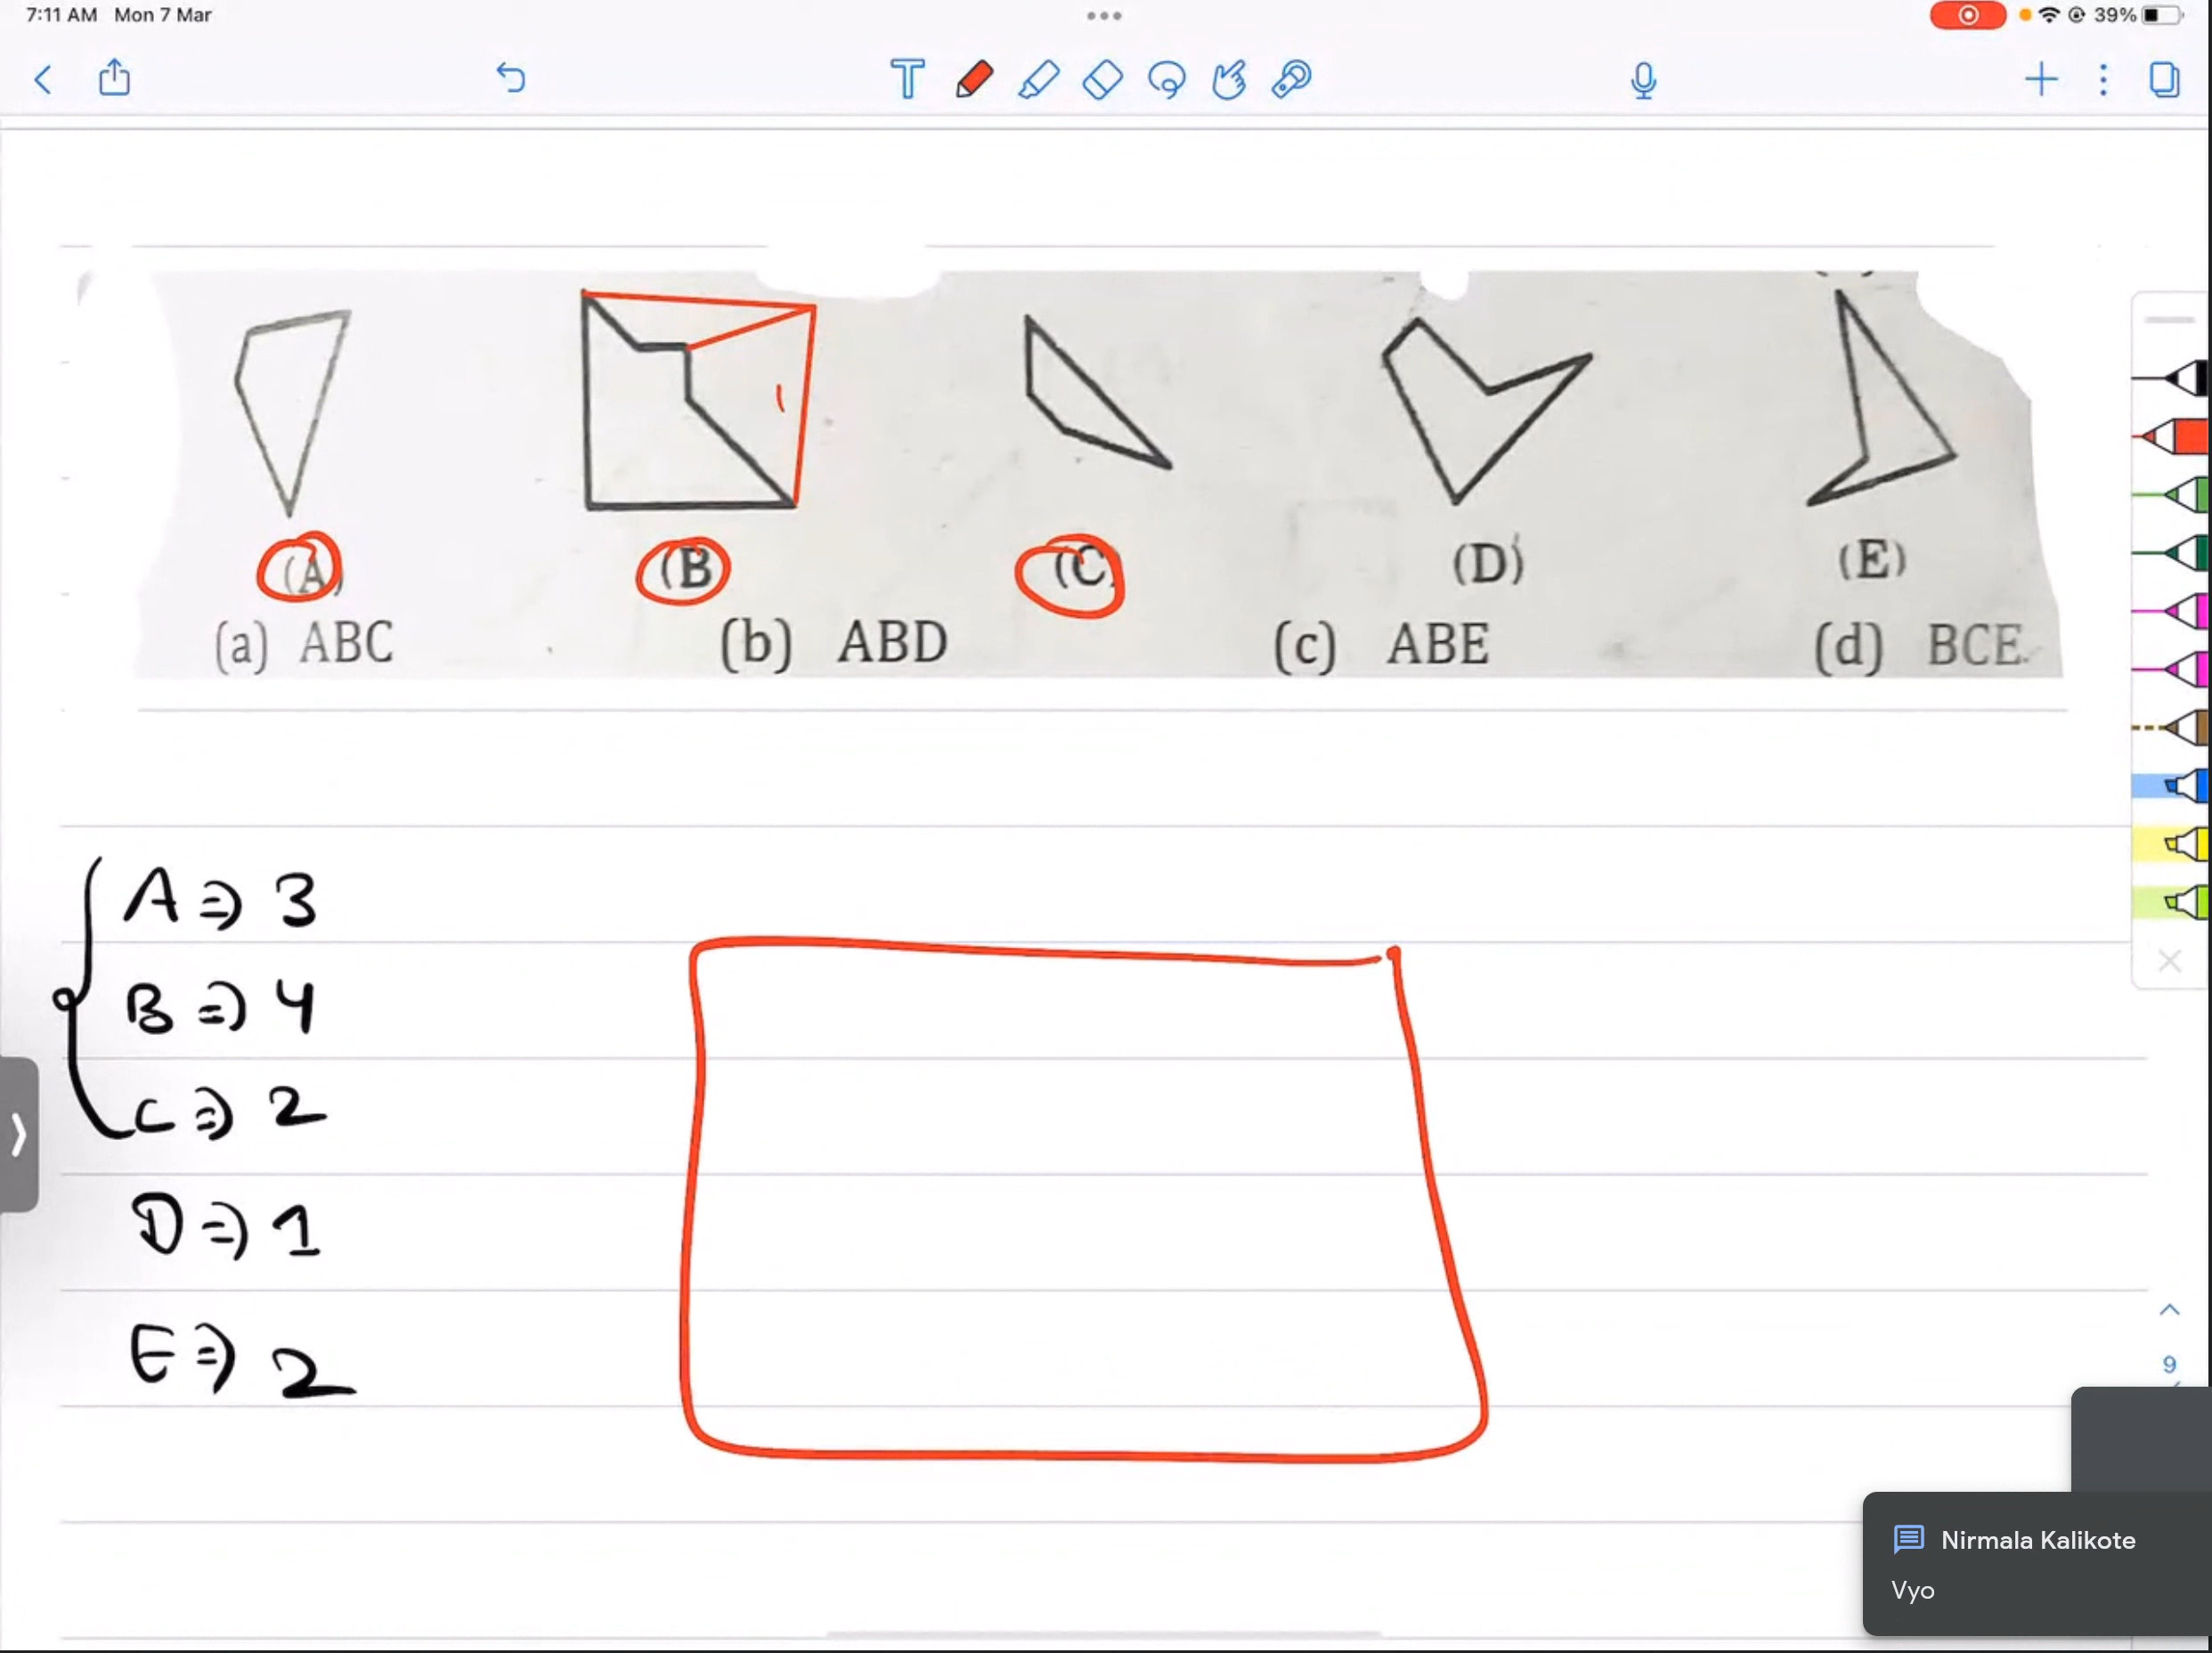 7:11 AM Mon 7 Mar
39%
T
(A)
(B
(C)
(D)
(E)
(a) ABC
(b) ABD
(c) ABE
(d) BCE
A ⇒ 3
B ⇒ 4
C ⇒ 2
D ⇒ 1
E ⇒ 2
9
Nirmala Kalikote
Vyo